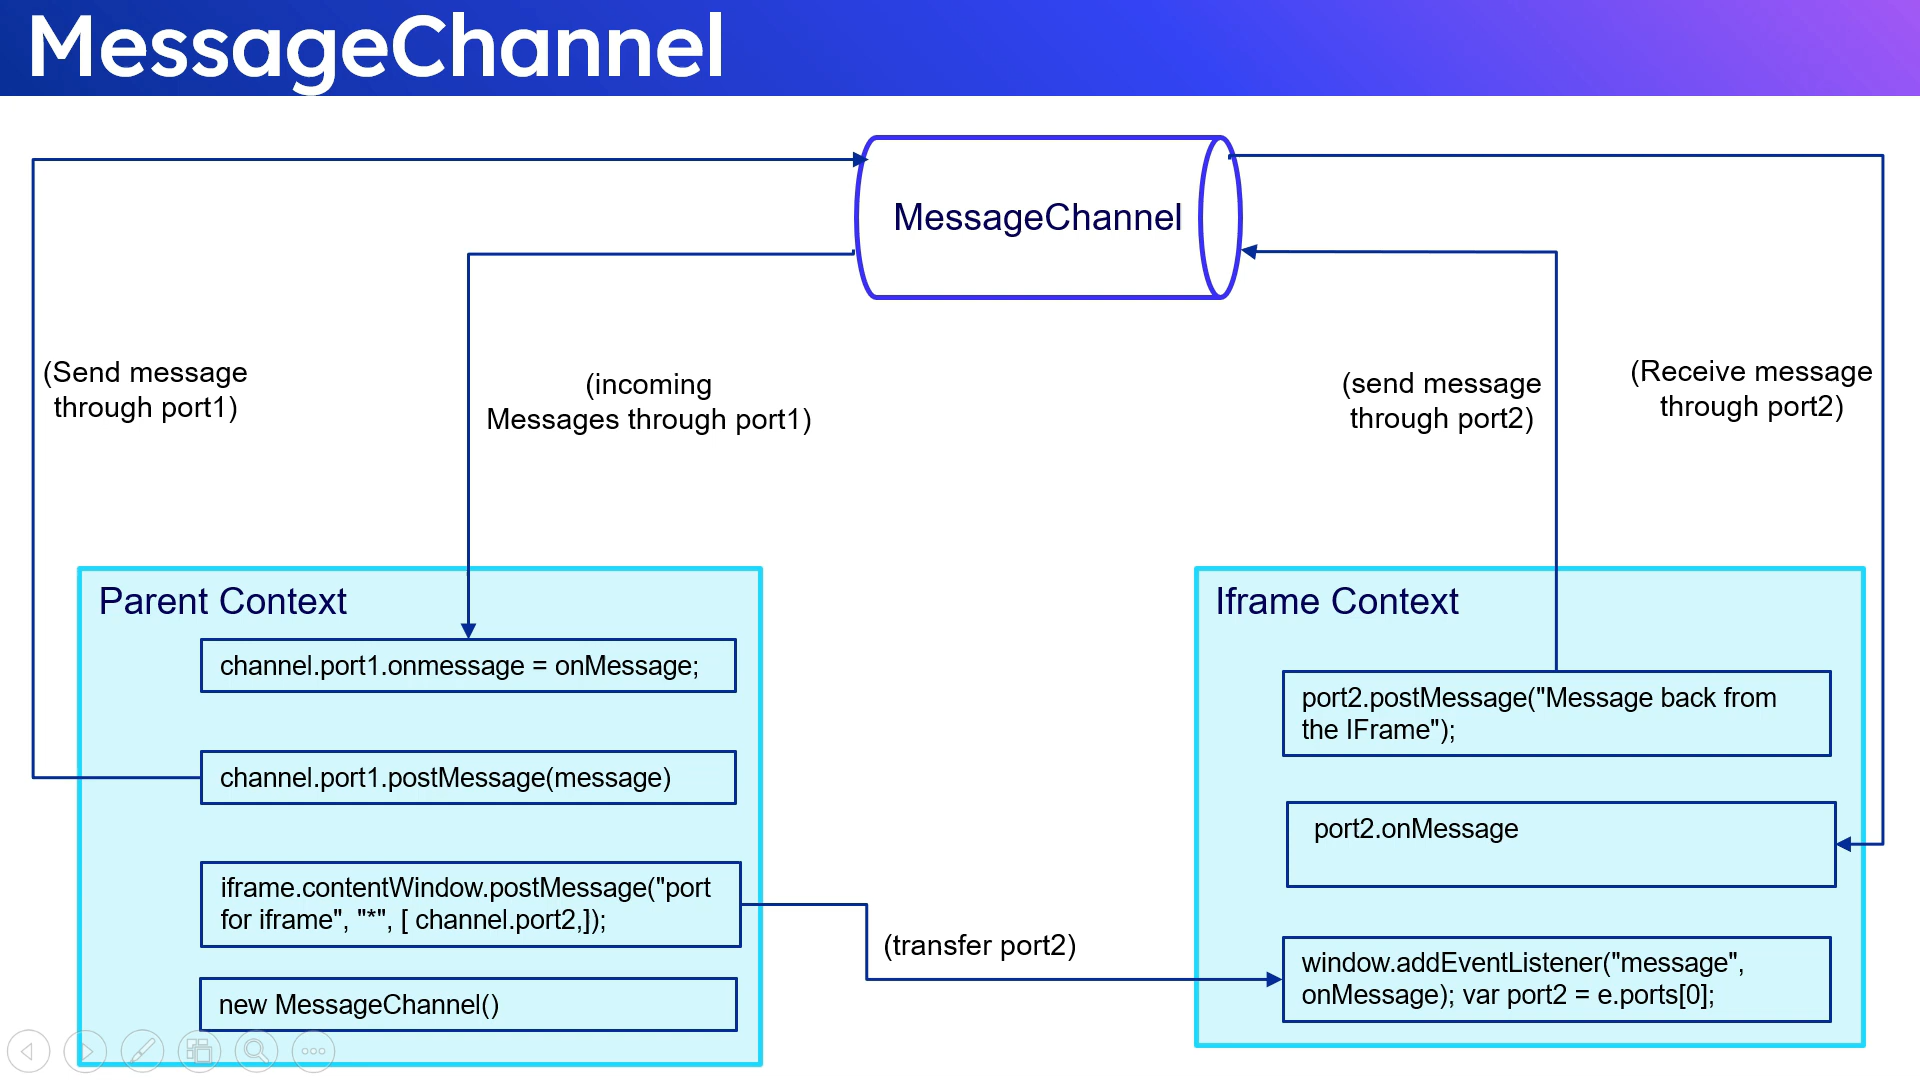 MessageChannel
MessageChannel
(Send message
through port1)
(incoming
Messages through port1)
(send message
through port2)
(Receive message
through port2)
Parent Context
channel.port1.onmessage = onMessage;
channel.port1.postMessage(message)
iframe.contentWindow.postMessage("port
for iframe", "*", [ channel.port2,]);
new MessageChannel()
(transfer port2)
Iframe Context
port2.postMessage("Message back from
the IFrame");
port2.onMessage
window.addEventListener("message",
onMessage); var port2 = e.ports[0];